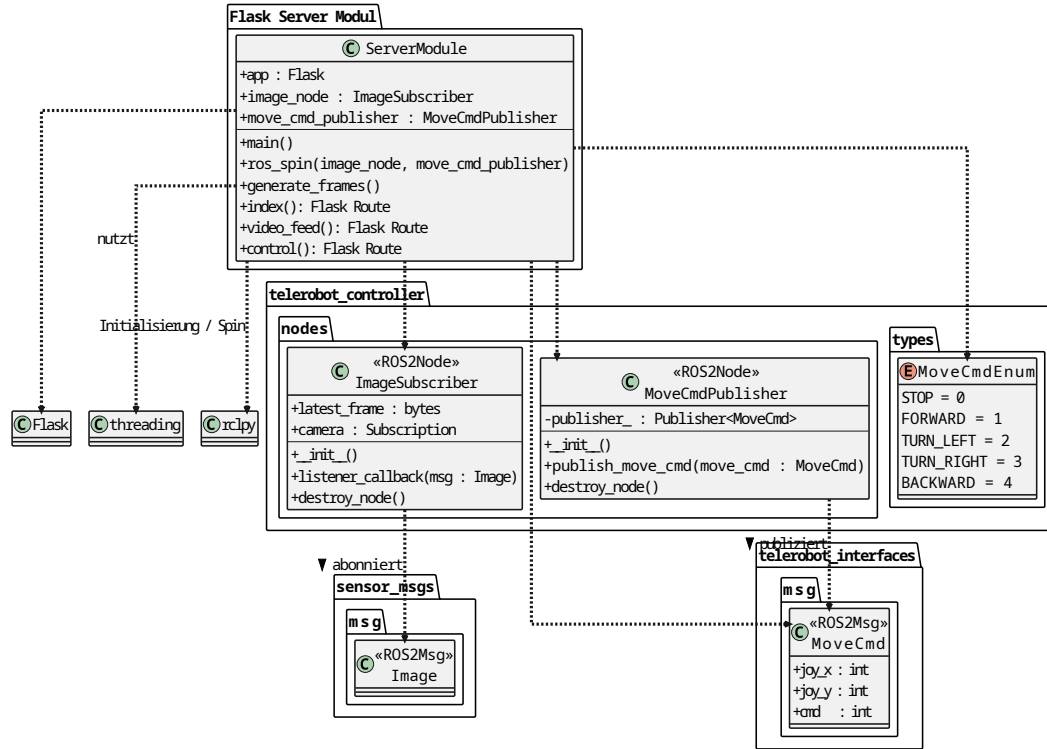 Flask Server Modul
C ServerModule
+app : Flask
+image_node : ImageSubscriber
+move_cmd_publisher : MoveCmdPublisher
+main()
+ros_spin(image_node, move_cmd_publisher)
+generate_frames()
+index(): Flask Route
+video_feed(): Flask Route
+control(): Flask Route
nutzt
Initialisierung / Spin
C Flask
C threading
C rclpy
telerobot_controller
nodes
C «ROS2Node»
ImageSubscriber
+latest_frame : bytes
+camera : Subscription
+__init__()
+listener_callback(msg : Image)
+destroy_node()
C «ROS2Node»
MoveCmdPublisher
-publisher_ : Publisher<MoveCmd>
+__init__()
+publish_move_cmd(move_cmd : MoveCmd)
+destroy_node()
types
E MoveCmdEnum
STOP = 0
FORWARD = 1
TURN_LEFT = 2
TURN_RIGHT = 3
BACKWARD = 4
abonniert
publiziert
sensor_msgs
msg
C «ROS2Msg»
Image
telerobot_interfaces
msg
C «ROS2Msg»
MoveCmd
+joy_x : int
+joy_y : int
+cmd : int